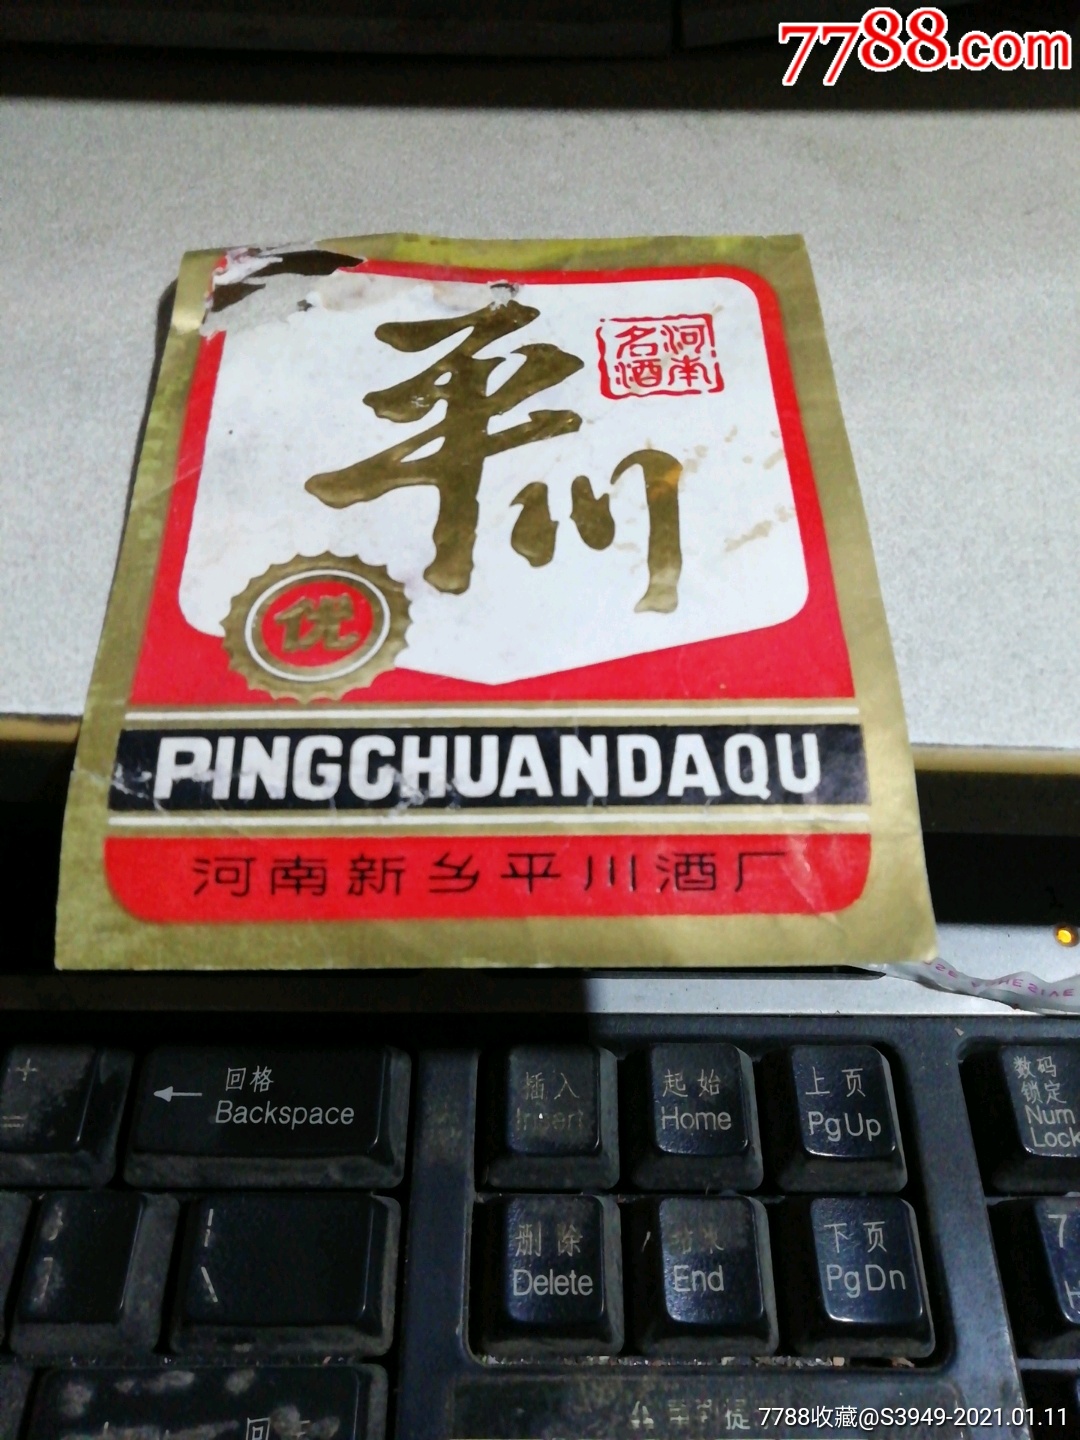 7788.com
平川
河南
名酒
优
PINGCHUANDAQU
河南新乡平川酒厂
+
=
回格
← Backspace
插入
Insert
起始
Home
上页
PgUp
数码
锁定
Num
Lock
}
]
|
\
删除
Delete
End
下页
PgDn
7
7788收藏@S3949-2021.01.11